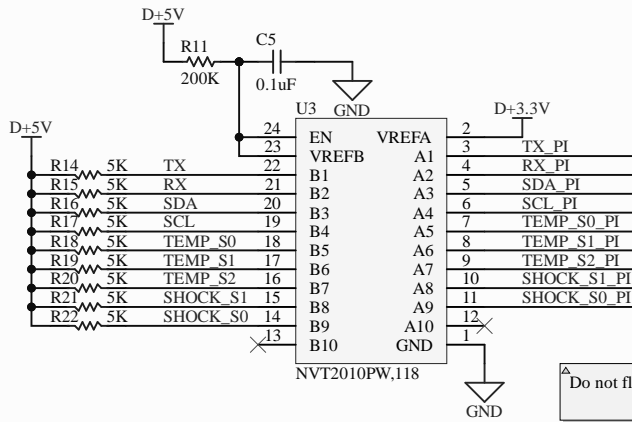 D+5V
R11
200K
C5
0.1uF
GND
U3
D+3.3V
D+5V
24 EN VREFA 2
23 VREFB A1 3 TX_PI
R14 5K TX 22 B1 A2 4 RX_PI
R15 5K RX 21 B2 A3 5 SDA_PI
R16 5K SDA 20 B3 A4 6 SCL_PI
R17 5K SCL 19 B4 A5 7 TEMP_S0_PI
R18 5K TEMP_S0 18 B5 A6 8 TEMP_S1_PI
R19 5K TEMP_S1 17 B6 A7 9 TEMP_S2_PI
R20 5K TEMP_S2 16 B7 A8 10 SHOCK_S1_PI
R21 5K SHOCK_S1 15 B8 A9 11 SHOCK_S0_PI
R22 5K SHOCK_S0 14 B9 A10 12
13 B10 GND 1
NVT2010PW,118
GND
Do not fl